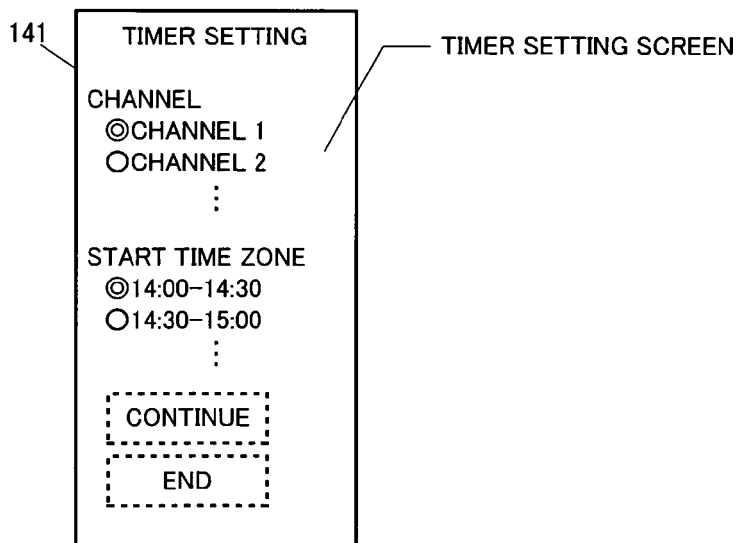 141
TIMER SETTING
TIMER SETTING SCREEN
CHANNEL
◎CHANNEL 1
○CHANNEL 2
⋮
START TIME ZONE
◎14:00-14:30
○14:30-15:00
⋮
CONTINUE
END